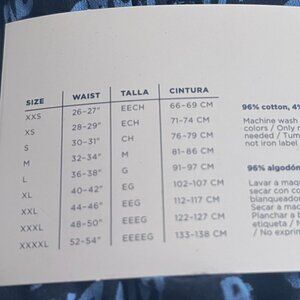 SIZE WAIST TALLA CINTURA
XXS 26–27" EECH 66–69 CM
XS 28–29" ECH 71–74 CM
S 30–31" CH 76–79 CM
M 32–34" M 81–86 CM
L 36–38" G 91–97 CM
XL 40–42" EG 102–107 CM
XXL 44–46" EEG 112–117 CM
XXXL 48–50" EEEG 122–127 CM
XXXXL 52–54" EEEEG 133–138 CM
96% cotton, 4%
Machine wash
colors / Only
needed / Tum
not iron label
96% algodón
Lavar a maq
secar con co
blanqueador
Secar a mac
Planchar a t
etiqueta / N
/ No exprim